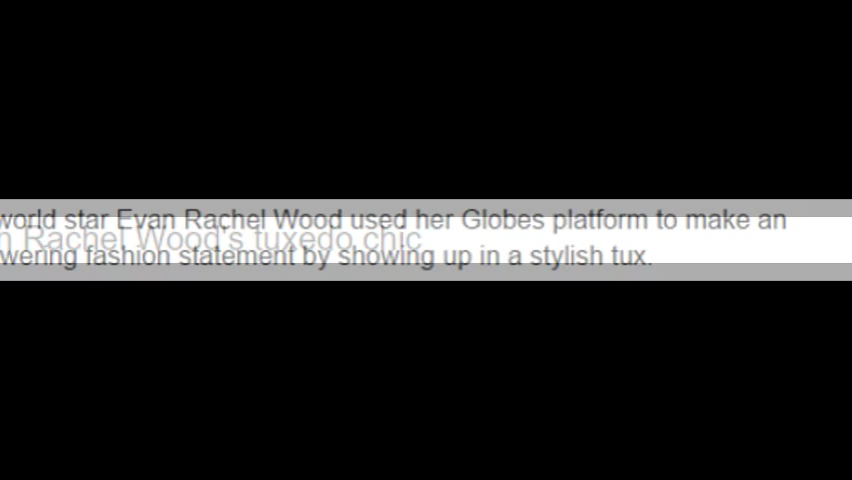 world star Evan Rachel Wood used her Globes platform to make an
n Rachel Wood's tuxedo chic
wering fashion statement by showing up in a stylish tux.